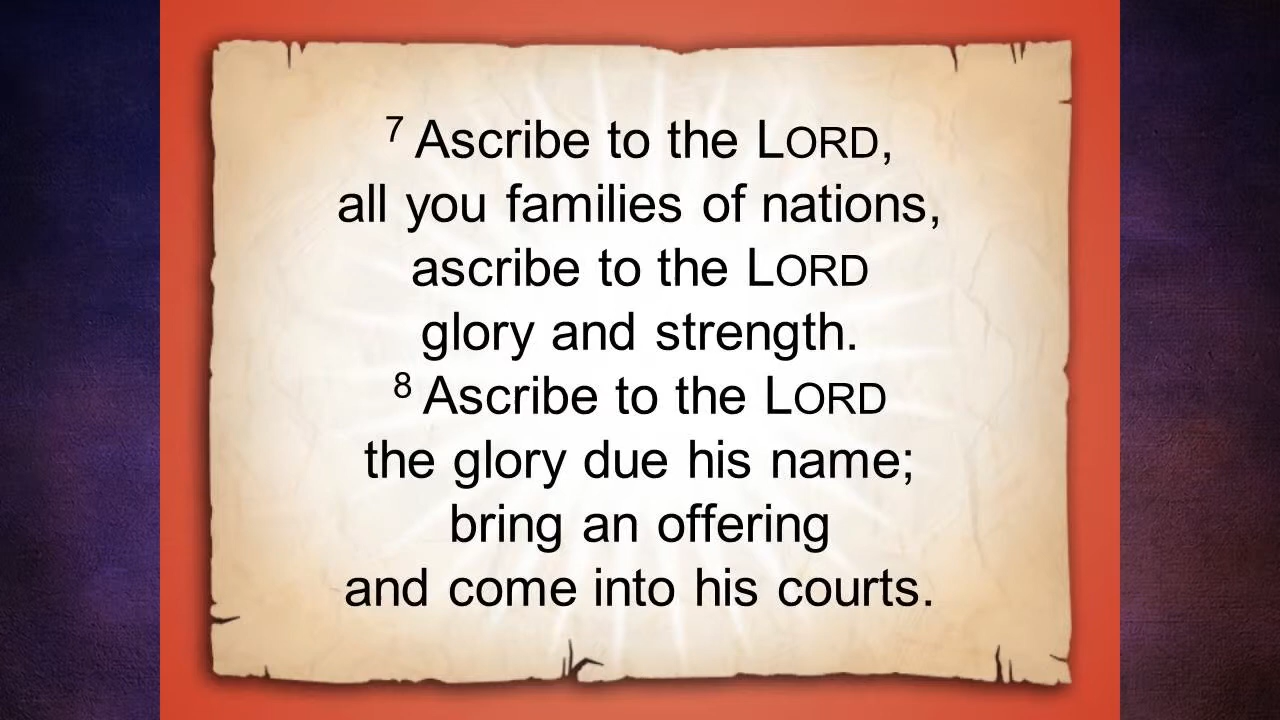 7 Ascribe to the LORD,
all you families of nations,
ascribe to the LORD
glory and strength.
8 Ascribe to the LORD
the glory due his name;
bring an offering
and come into his courts.